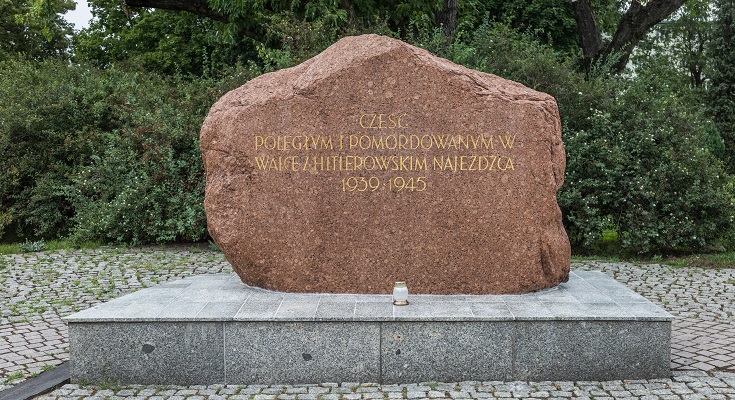 CZEŚĆ
POLEGŁYM I POMORDOWANYM W
WALCE Z HITLEROWSKIM NAJEŹDŹCĄ
1939-1945